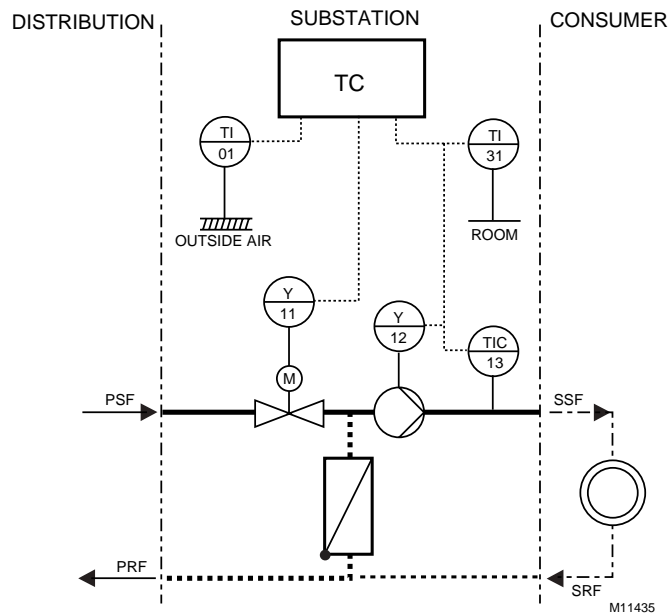 DISTRIBUTION
SUBSTATION
CONSUMER
TC
TI
01
TI
31
OUTSIDE AIR
ROOM
Y
11
Y
12
TIC
13
M
PSF
SSF
PRF
SRF
M11435